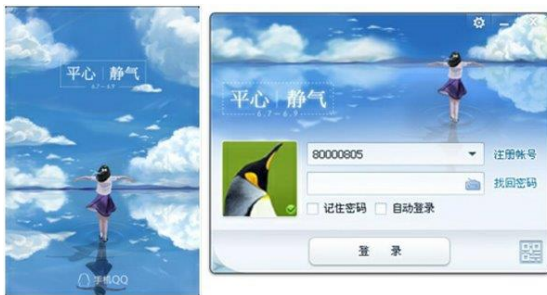 平心 静气
6.7-6.9
手机QQ
平心 静气
6.7-6.9
80000805
注册帐号
找回密码
记住密码
自动登录
登 录